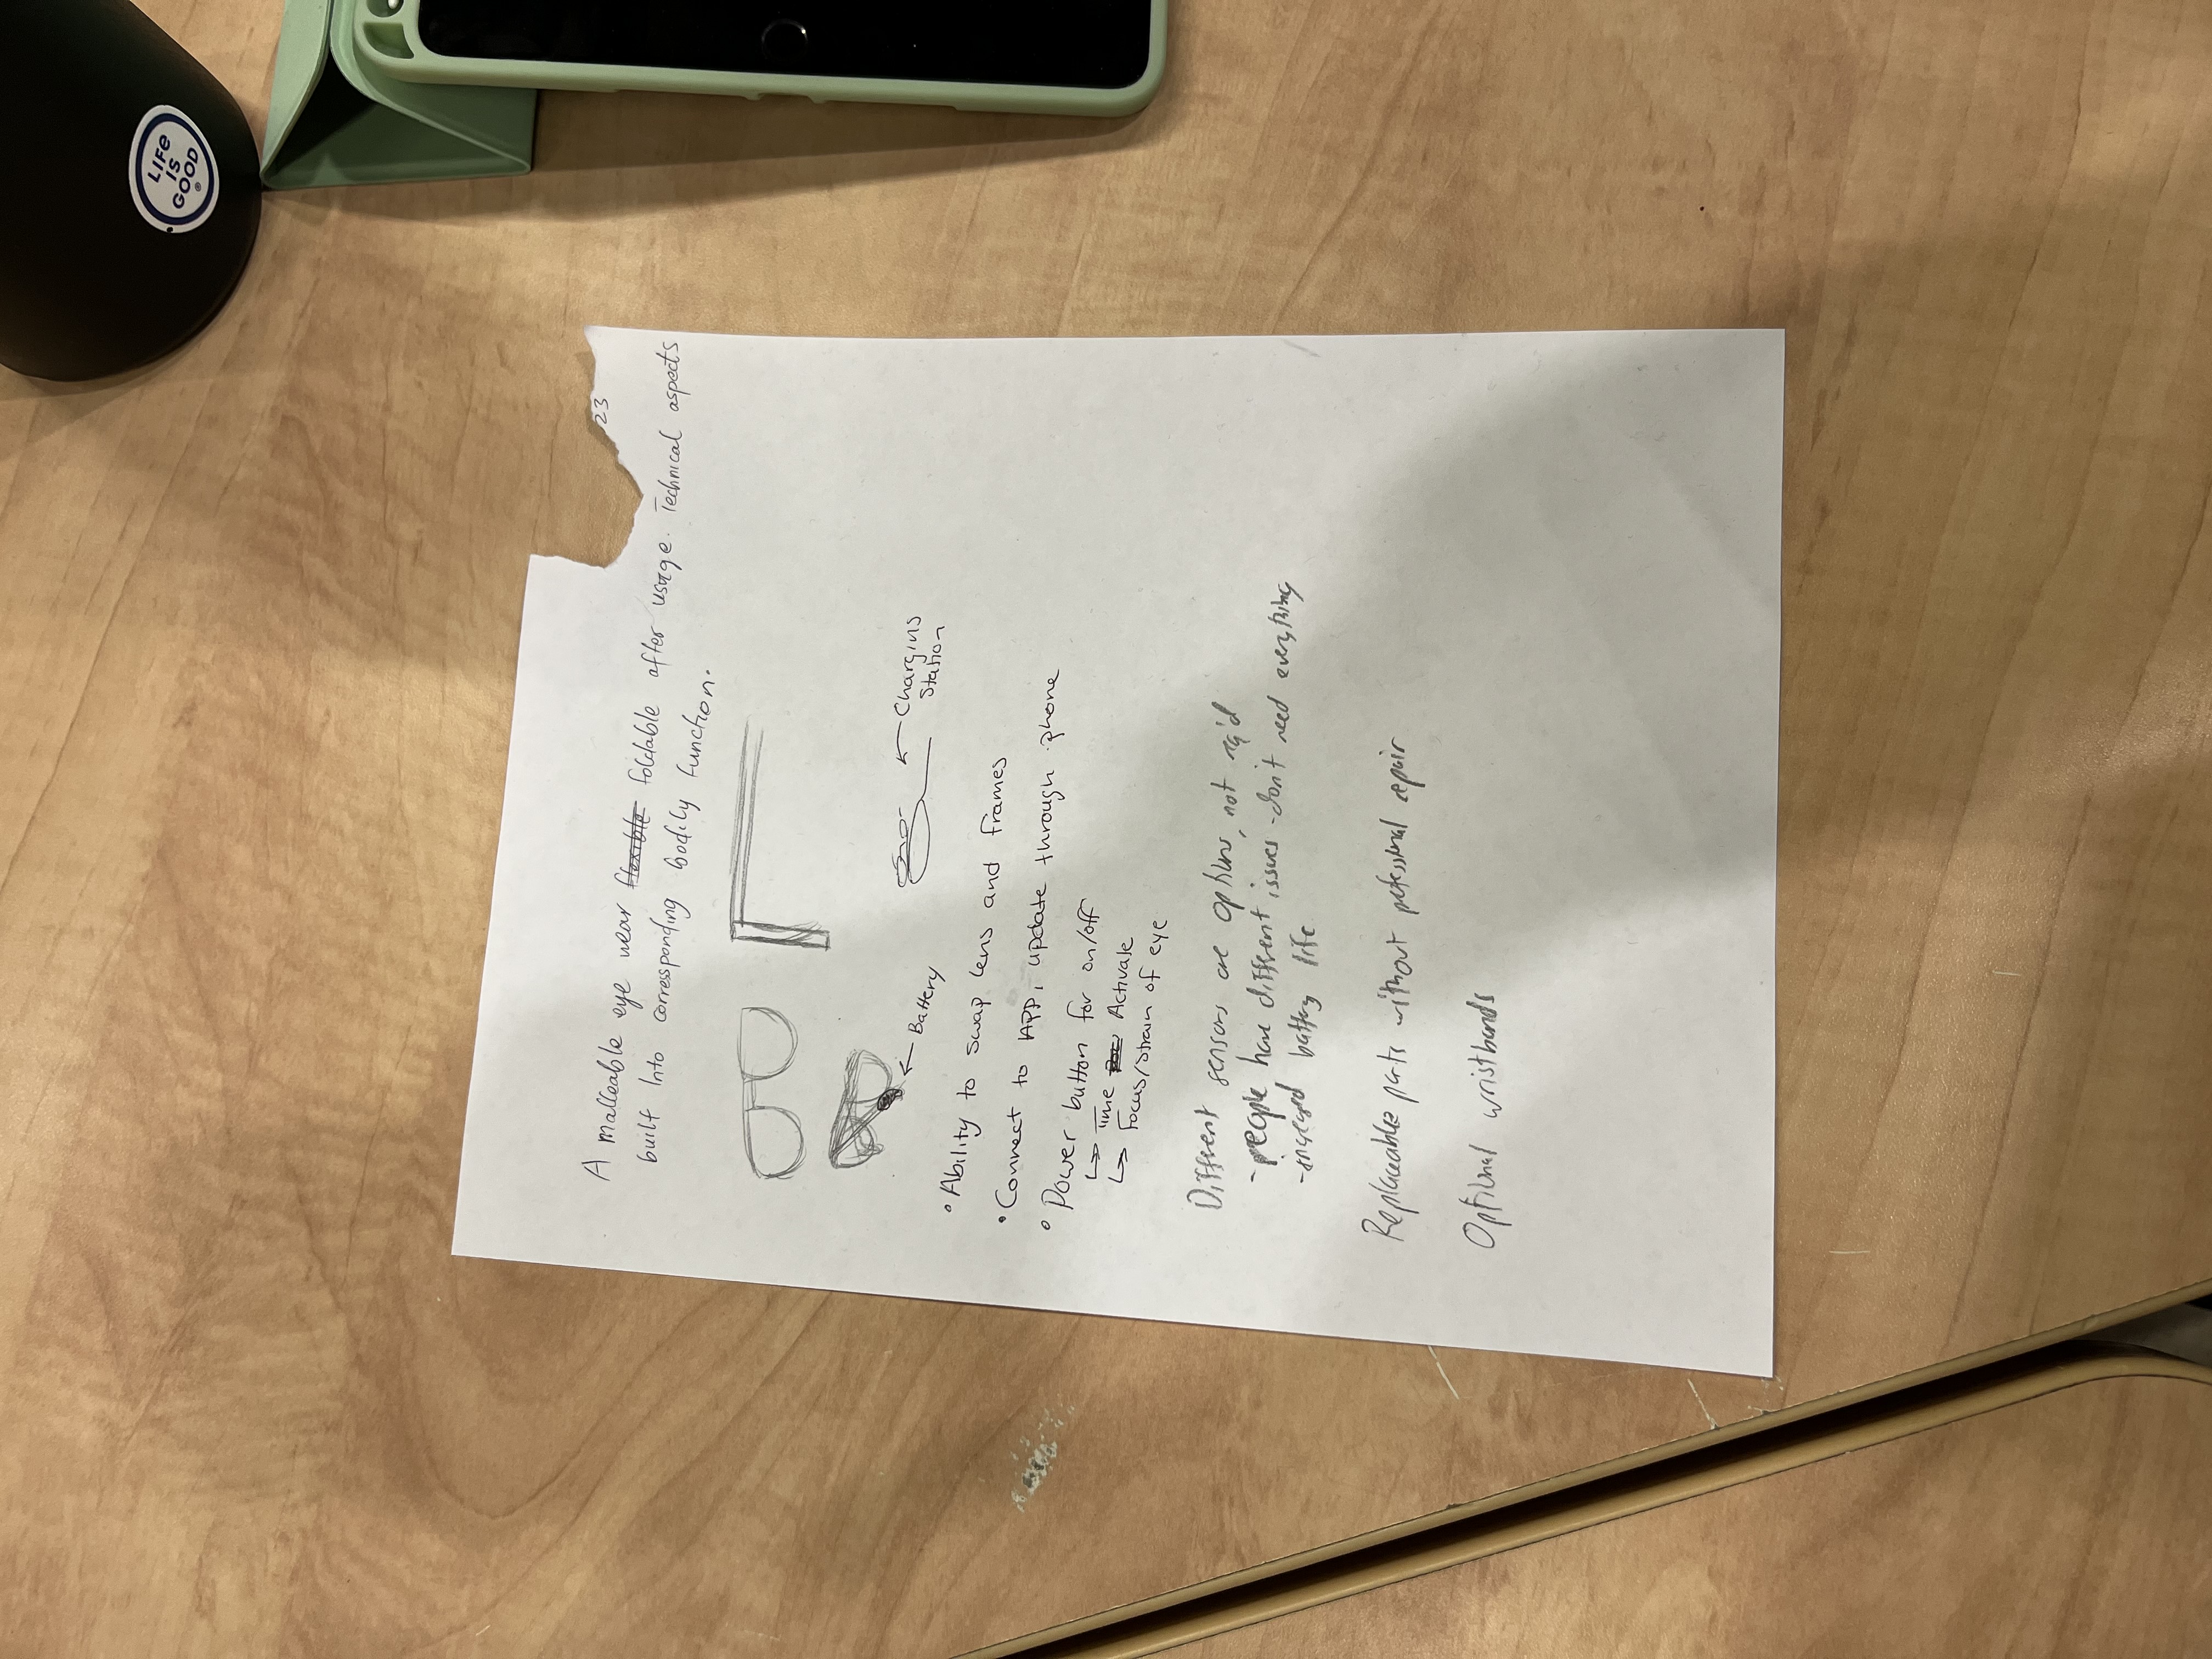 LIFE
IS
GOOD
®
23
A malleable eye wear flexible foldable after usage. Technical aspects
built Into corresponding bodily function.
Battery
Charging
Station
• Ability to swap lens and frames
• Connect to APP, update through phone
• Power button for on/off
↳ Time Activate
↳ Focus/Strain of eye
Different sensors are options, not req'd
- people have different issues - don't need everything
- increased battery life
Replaceable parts without pofessional repair
Optional wristbands